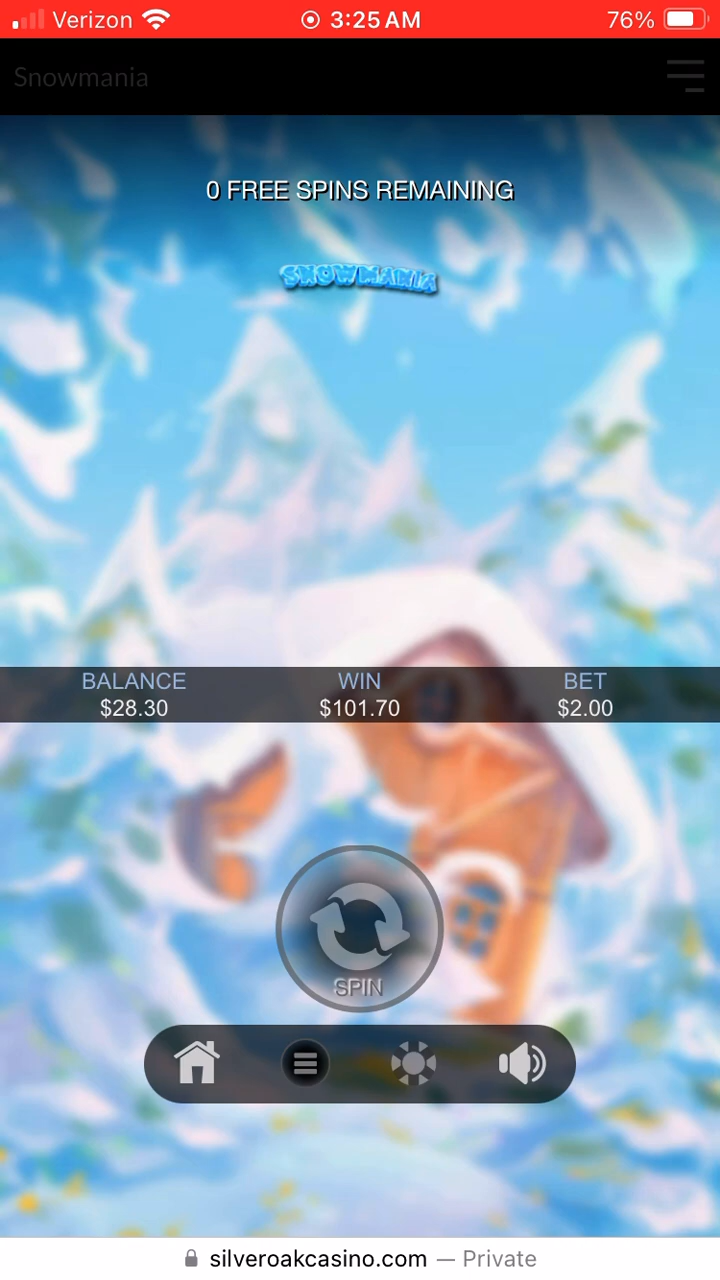 Verizon 3:25 AM 76%
Snowmania
0 FREE SPINS REMAINING
SNOWMANIA
BALANCE WIN BET
$28.30 $101.70 $2.00
SPIN
silveroakcasino.com — Private